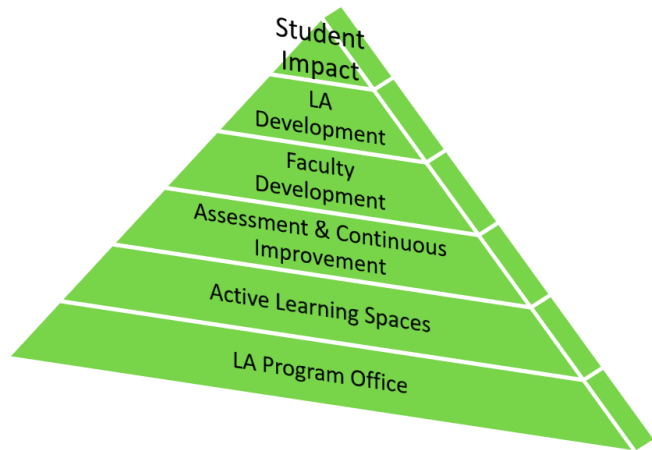 Student
Impact
LA
Development
Faculty
Development
Assessment & Continuous
Improvement
Active Learning Spaces
LA Program Office